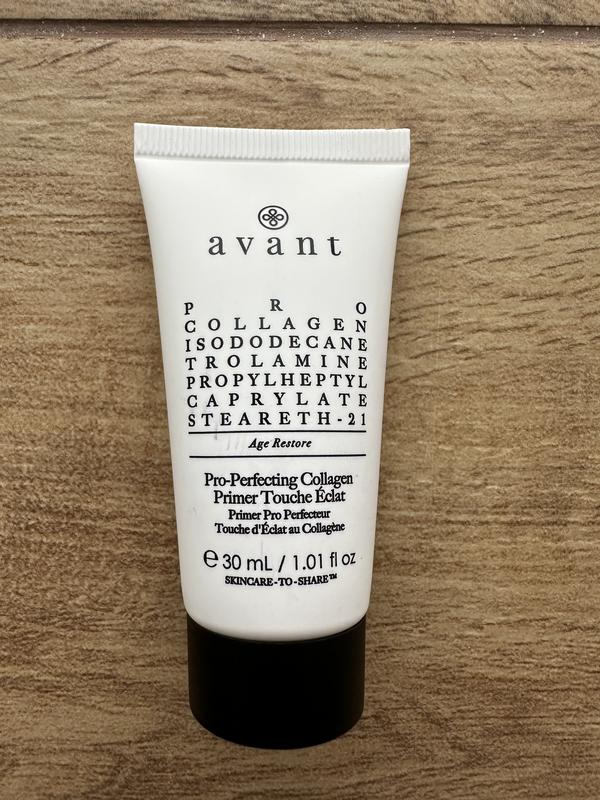 avant
P R O
COLLAGEN
ISODODECANE
TROLAMINE
PROPYLHEPTYL
CAPRYLATE
STEARETH-21
Age Restore
Pro-Perfecting Collagen
Primer Touche Éclat
Primer Pro Perfecteur
Touche d'Éclat au Collagène
℮ 30 mL / 1.01 fl oz
SKINCARE-TO-SHARE™